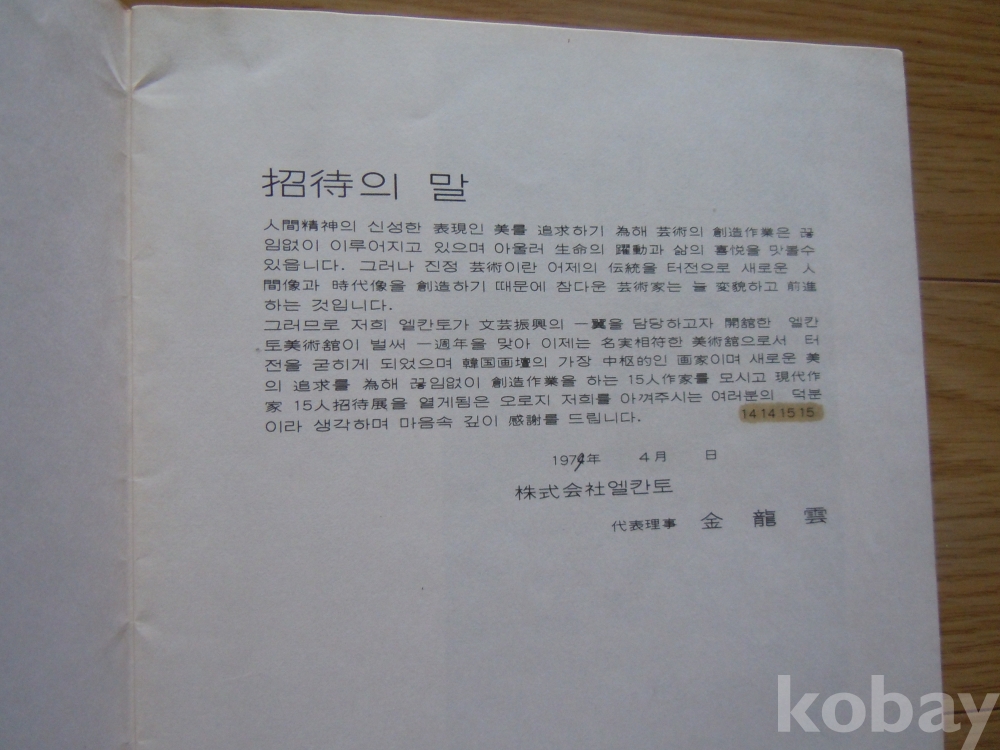 招待의 말
人間精神의 신성한 表現인 美를 追求하기 為해 芸術의 創造作業은 끊
임없이 이루어지고 있으며 아울러 生命의 躍動과 삶의 喜悦을 맛볼수
있읍니다. 그러나 진정 芸術이란 어제의 伝統을 터전으로 새로운 人
間像과 時代像을 創造하기 때문에 참다운 芸術家는 늘 変貌하고 前進
하는 것입니다.
그러므로 저희 엘칸토가 文芸振興의 一翼을 담당하고자 開舘한 엘칸
토美術舘이 벌써 一週年을 맞아 이제는 名実相符한 美術舘으로서 터
전을 굳히게 되었으며 韓国画壇의 가장 中枢的인 画家이며 새로운 美
의 追求를 為해 끊임없이 創造作業을 하는 15人作家를 모시고 現代作
家 15人招待展을 열게됨은 오로지 저희를 아껴주시는 여러분의 덕분
이라 생각하며 마음속 깊이 感謝를 드립니다. 14 14 15 15
197年 4月 日
株式会社엘칸토
代表理事 金龍雲
kobay